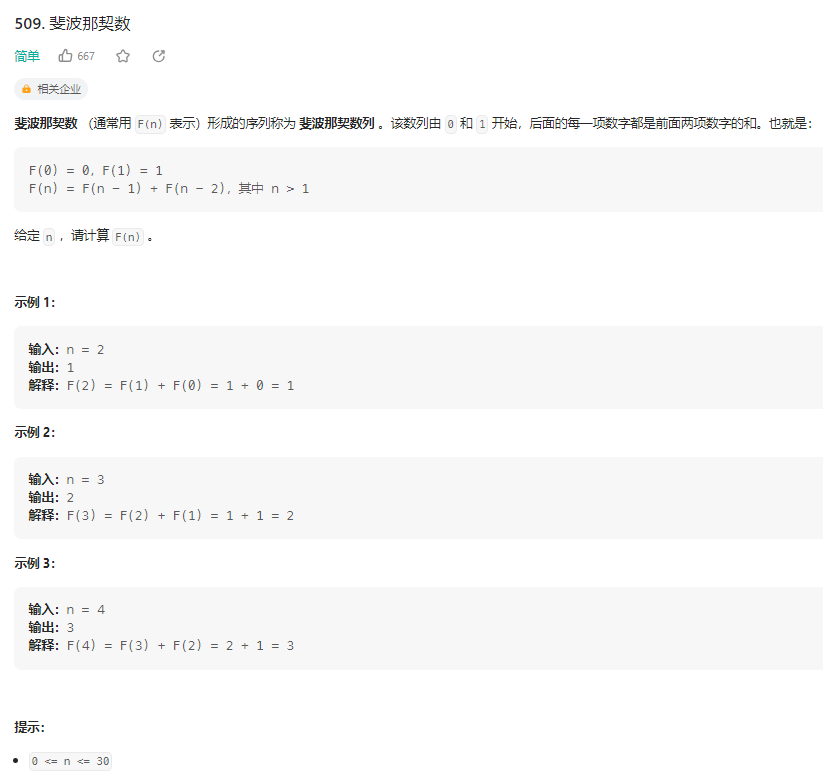 509. 斐波那契数
简单 667
相关企业
斐波那契数 （通常用 F(n) 表示）形成的序列称为 斐波那契数列 。该数列由 0 和 1 开始，后面的每一项数字都是前面两项数字的和。也就是：
F(0) = 0，F(1) = 1
F(n) = F(n - 1) + F(n - 2)，其中 n > 1
给定 n ，请计算 F(n) 。
示例 1：
输入：n = 2
输出：1
解释：F(2) = F(1) + F(0) = 1 + 0 = 1
示例 2：
输入：n = 3
输出：2
解释：F(3) = F(2) + F(1) = 1 + 1 = 2
示例 3：
输入：n = 4
输出：3
解释：F(4) = F(3) + F(2) = 2 + 1 = 3
提示：
• 0 <= n <= 30